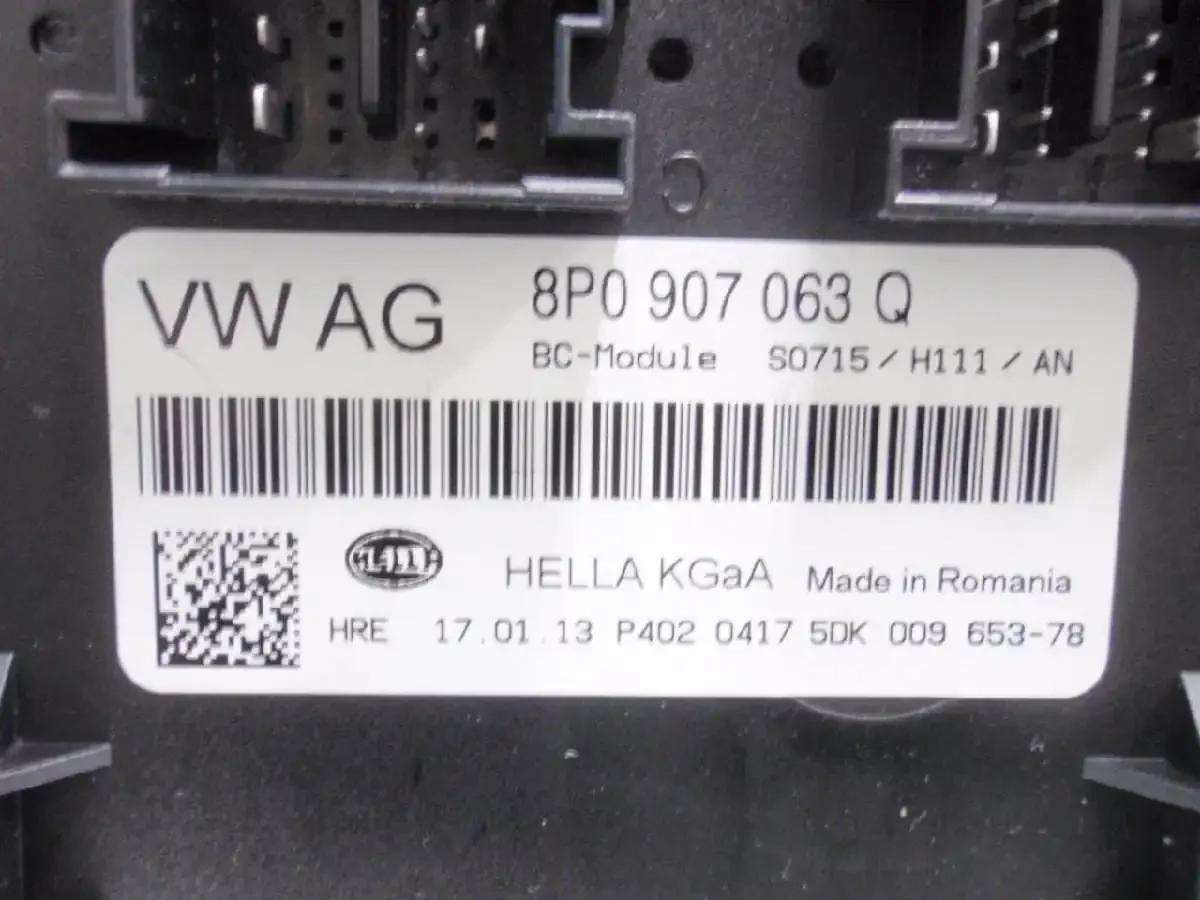 VW AG
8P0 907 063 Q
BC-Module S0715 / H111 / AN
HELLA
HELLA KGaA Made in Romania
HRE 17.01.13 P402 0417 5DK 009 653-78